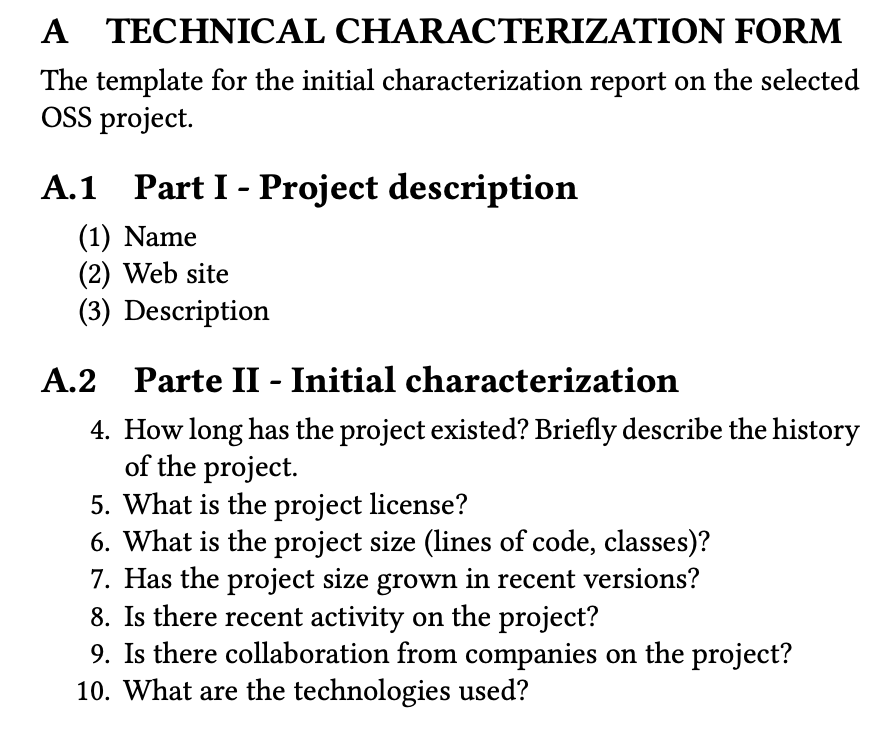 A TECHNICAL CHARACTERIZATION FORM
The template for the initial characterization report on the selected
OSS project.
A.1 Part I - Project description
(1) Name
(2) Web site
(3) Description
A.2 Parte II - Initial characterization
4. How long has the project existed? Briefly describe the history
of the project.
5. What is the project license?
6. What is the project size (lines of code, classes)?
7. Has the project size grown in recent versions?
8. Is there recent activity on the project?
9. Is there collaboration from companies on the project?
10. What are the technologies used?